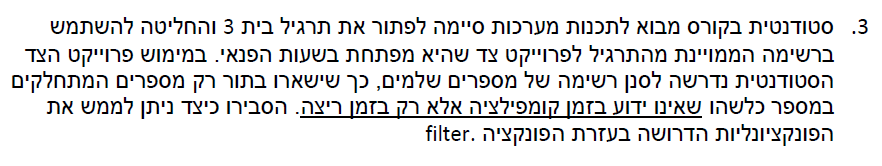 3. סטודנטית בקורס מבוא לתכנות מערכות סיימה לפתור את תרגיל בית 3 והחליטה להשתמש
ברשימה הממויינת מהתרגיל לפרוייקט צד שהיא מפתחת בשעות הפנאי. במימוש פרוייקט הצד
הסטודנטית נדרשה לסנן רשימה של מספרים שלמים, כך שישארו בתור רק מספרים המתחלקים
במספר כלשהו שאינו ידוע בזמן קומפילציה אלא רק בזמן ריצה. הסבירו כיצד ניתן לממש את
הפונקציונליות הדרושה בעזרת הפונקציה .filter